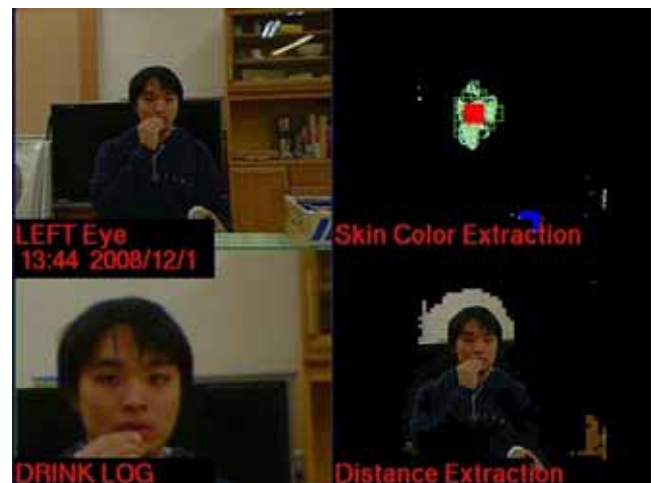 LEFT Eye
13:44 2008/12/1
Skin Color Extraction
DRINK LOG
Distance Extraction